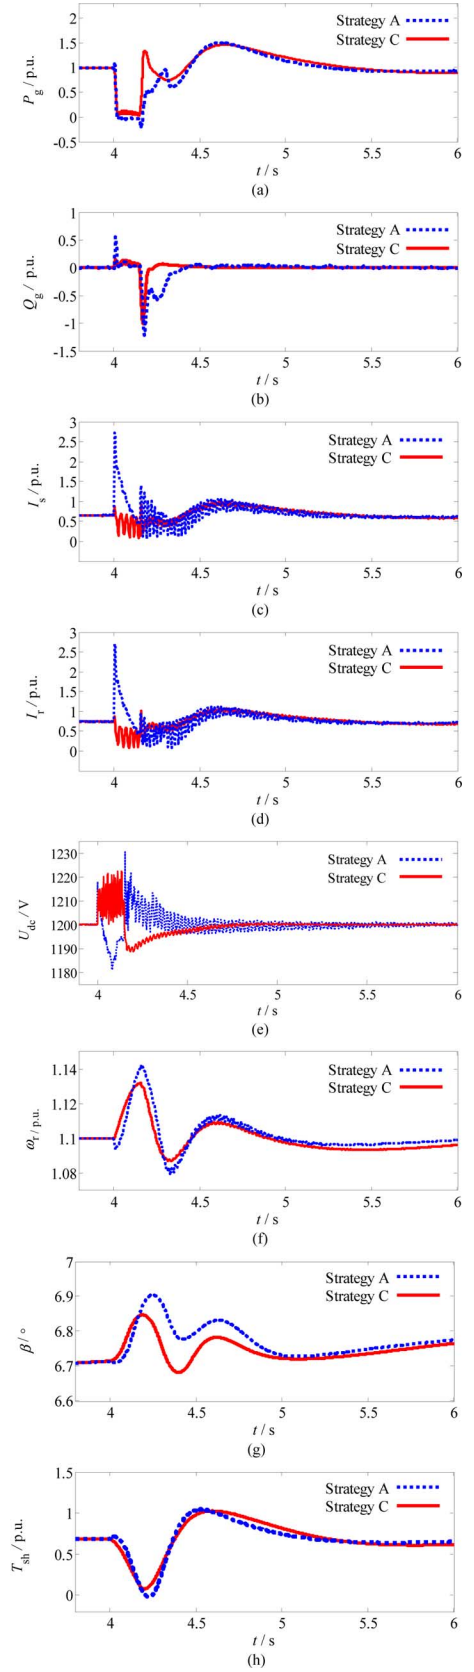 2
1.5
1
0.5
0
-0.5
P_g / p.u.
Strategy A
Strategy C
4
4.5
5
5.5
6
t / s
(a)
1
0.5
0
-0.5
-1
-1.5
Q_g / p.u.
Strategy A
Strategy C
4
4.5
5
5.5
6
t / s
(b)
3
2.5
2
1.5
1
0.5
0
I_s / p.u.
Strategy A
Strategy C
4
4.5
5
5.5
6
t / s
(c)
3
2.5
2
1.5
1
0.5
0
I_r / p.u.
Strategy A
Strategy C
4
4.5
5
5.5
6
t / s
(d)
1230
1220
1210
1200
1190
1180
U_dc / V
Strategy A
Strategy C
4
4.5
5
5.5
6
t / s
(e)
1.14
1.12
1.1
1.08
ω_r / p.u.
Strategy A
Strategy C
4
4.5
5
5.5
6
t / s
(f)
7
6.9
6.8
6.7
6.6
β / °
Strategy A
Strategy C
4
4.5
5
5.5
6
t / s
(g)
1.5
1
0.5
0
T_sh / p.u.
Strategy A
Strategy C
4
4.5
5
5.5
6
t / s
(h)